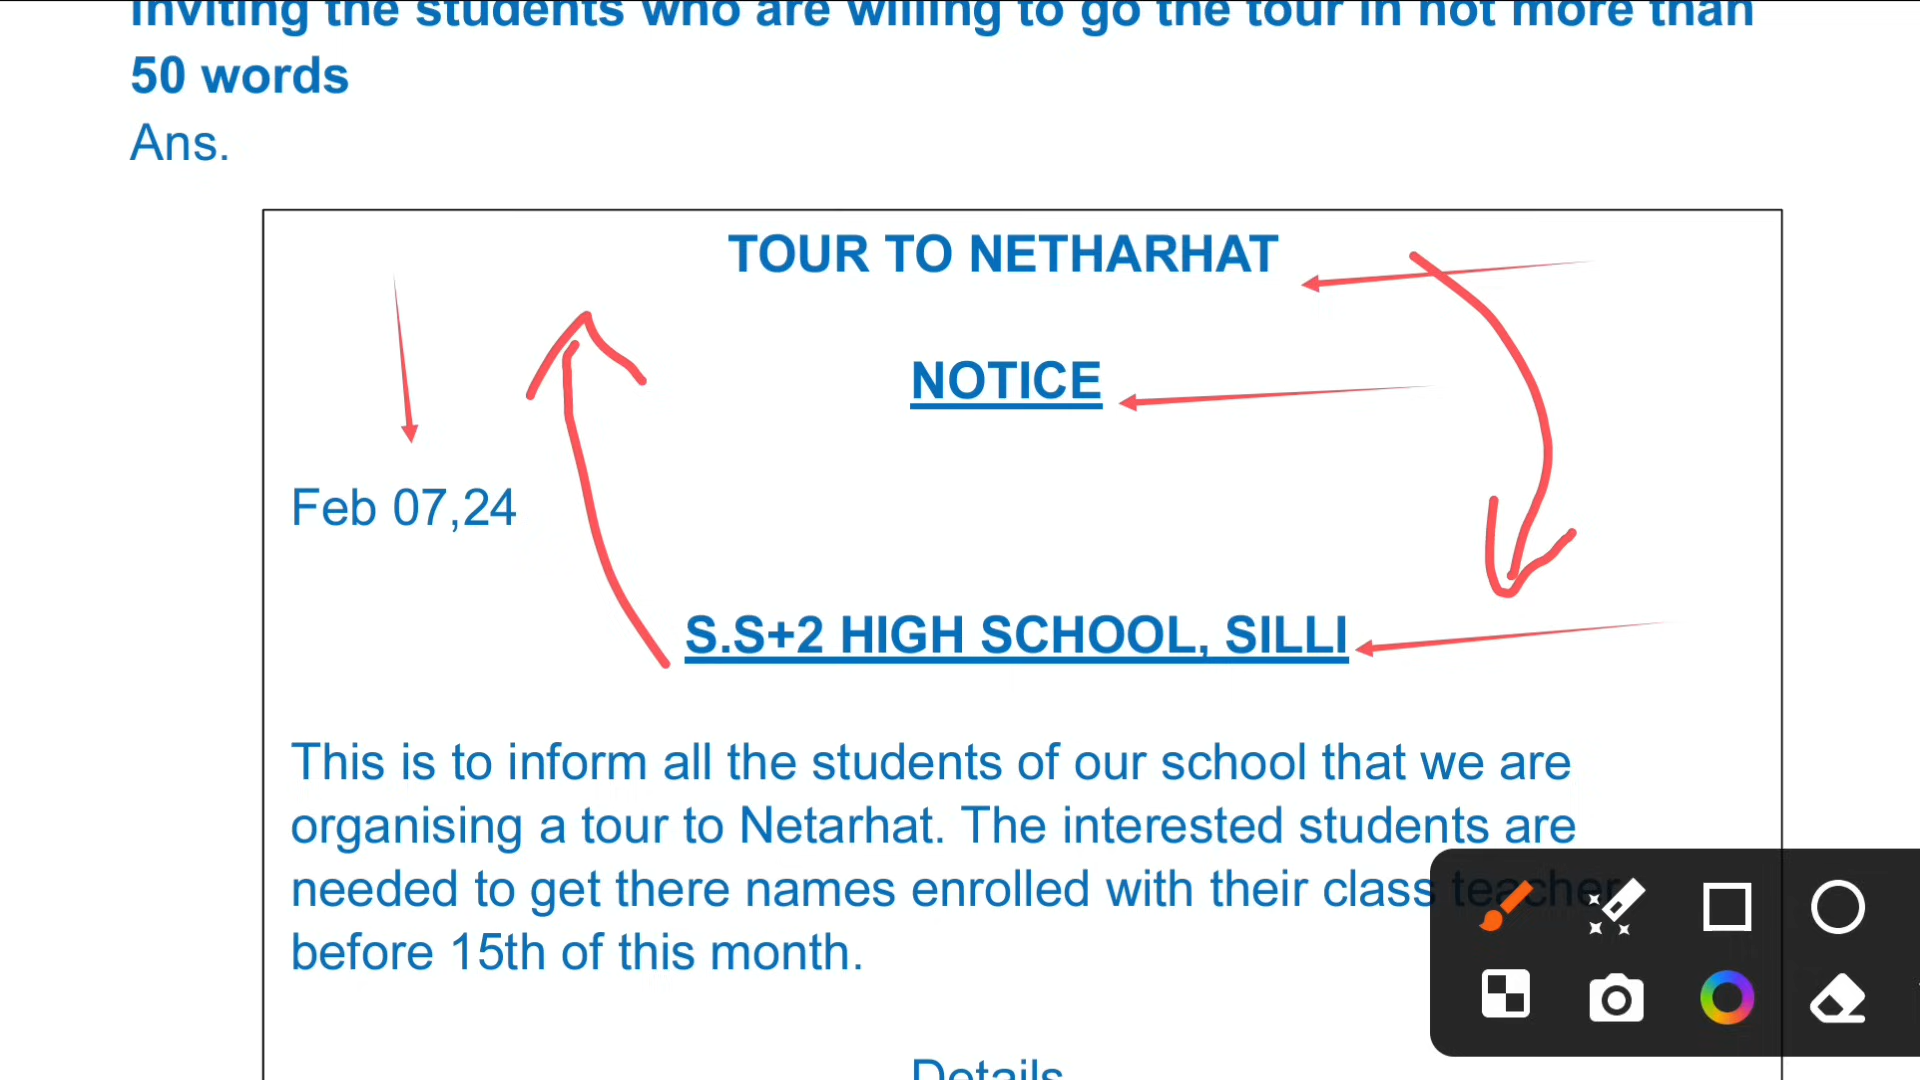 inviting the students who are willing to go the tour in not more than
50 words
Ans.
TOUR TO NETHARHAT
NOTICE
Feb 07,24
S.S+2 HIGH SCHOOL, SILLI
This is to inform all the students of our school that we are
organising a tour to Netarhat. The interested students are
needed to get there names enrolled with their class teacher
before 15th of this month.
Details